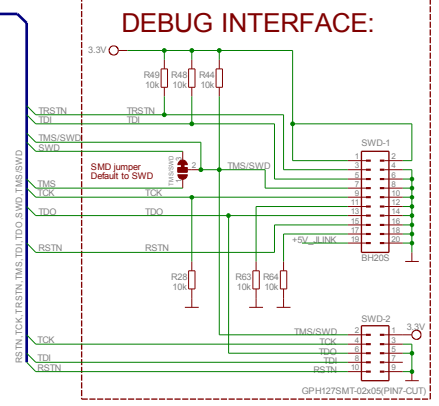 DEBUG INTERFACE:
3.3V
R49 R48 R44
10k 10k 10k
TRSTN TRSTN
TDI TDI
TMS/SWD
SWD
SWD-1
SMD jumper
Default to SWD
TMS/SWD
2
TMS/SWD
TMS
TCK TCK
TDO TDO
RSTN RSTN
1 2
3 4
5 6
7 8
9 10
11 12
13 14
15 16
17 18
19 20
+5V_JLINK
BH20S
R28 R63 R64
10k 10k 10k
RSTN,TCK,TRSTN,TMS,TDI,TDO,SWD,TMS/SWD
SWD-2
3.3V
TMS/SWD 2 1
TCK TCK 4 3
TDO 6 5
TDI TDI 8 7
RSTN RSTN 10 9
GPH127SMT-02x05(PIN7-CUT)